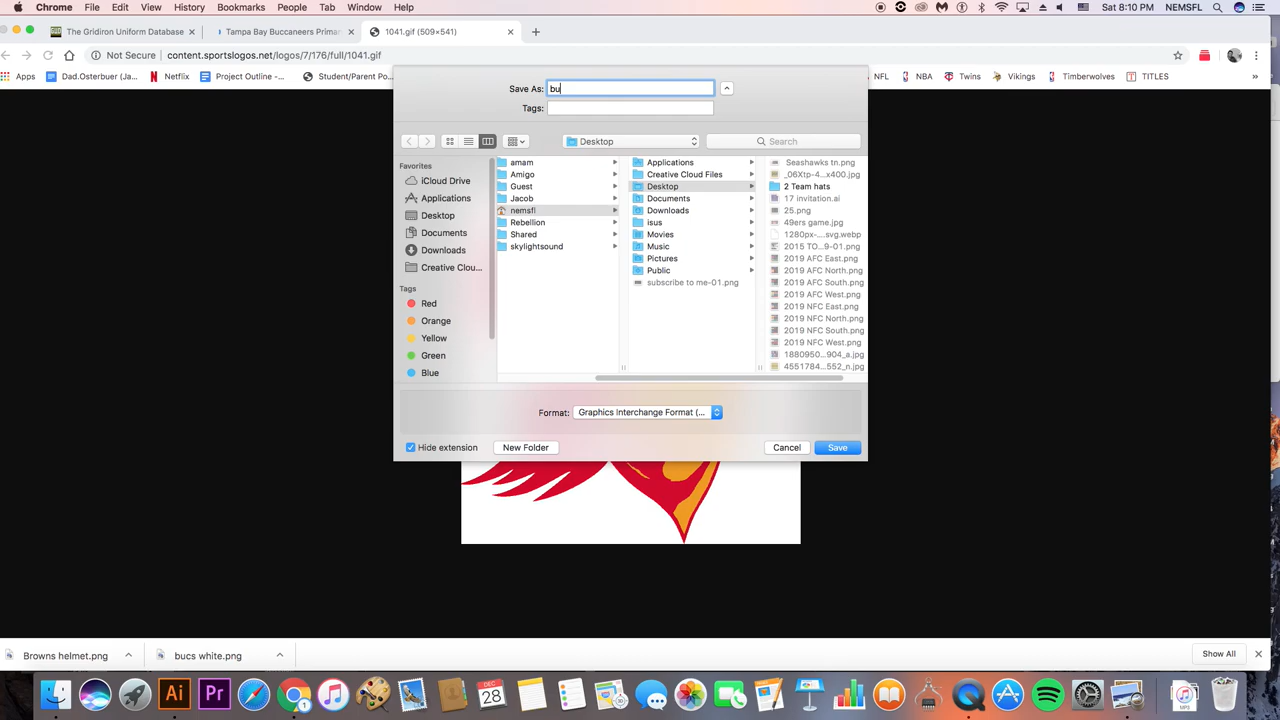 Chrome File Edit View History Bookmarks People Tab Window Help Sat 8:10 PM NEMSFL
The Gridiron Uniform Database × Tampa Bay Buccaneers Prima × 1041.gif (509×541) × +
Not Secure content.sportslogos.net/logos/7/176/full/1041.gif
Apps Dad.Osterbuer (Ja... Netflix Project Outline -... Student/Parent Po... NFL NBA Twins Vikings Timberwolves TITLES
Save As: bu
Tags:
Desktop Search
Favorites
iCloud Drive
Applications
Desktop
Documents
Downloads
Creative Clou...
Tags
Red
Orange
Yellow
Green
Blue
amam
Amigo
Guest
Jacob
nemsfl
Rebellion
Shared
skylightsound
Applications
Creative Cloud Files
Desktop
Documents
Downloads
isus
Movies
Music
Pictures
Public
subscribe to me-01.png
Seashawks tn.png
_06Xtp-4...x400.jpg
2 Team hats
17 invitation.ai
25.png
49ers game.jpg
1280px-....svg.webp
2015 TO...9-01.png
2019 AFC East.png
2019 AFC North.png
2019 AFC South.png
2019 AFC West.png
2019 NFC East.png
2019 NFC North.png
2019 NFC South.png
2019 NFC West.png
1880950...904_a.jpg
4551784...552_n.jpg
Format: Graphics Interchange Format (...
Hide extension New Folder Cancel Save
Browns helmet.png bucs white.png Show All
Ai Pr DEC 28 MP3